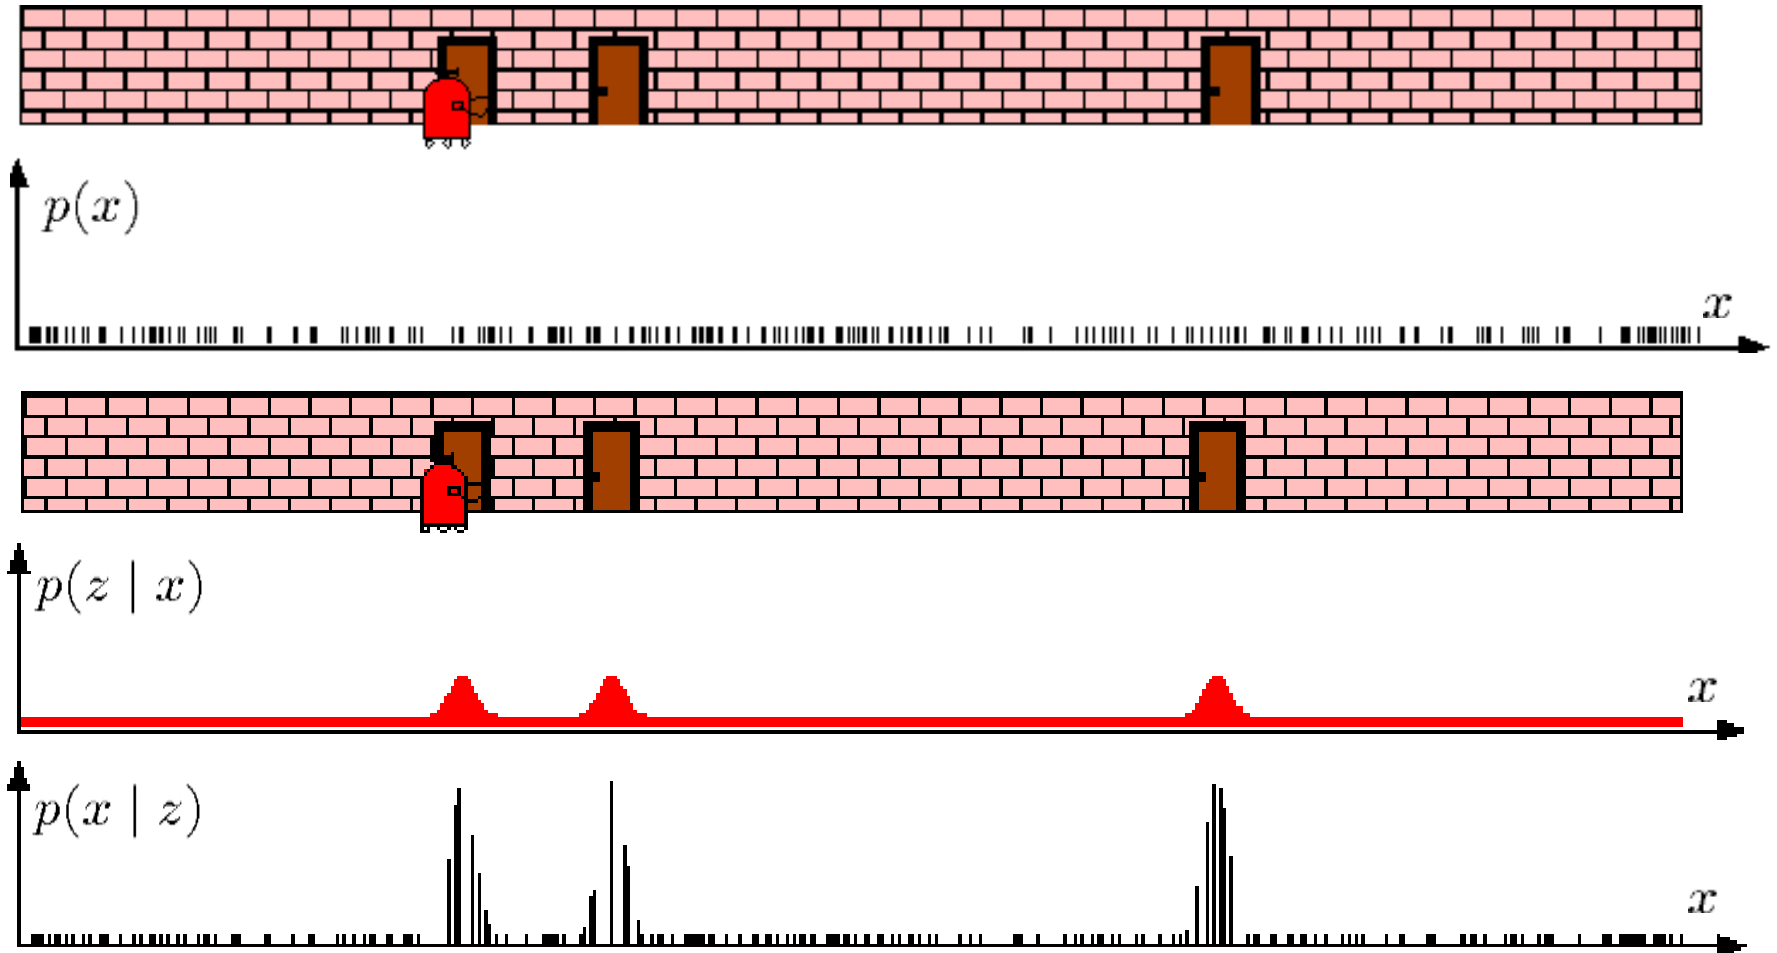 p(x)
x
p(z | x)
x
p(x | z)
x